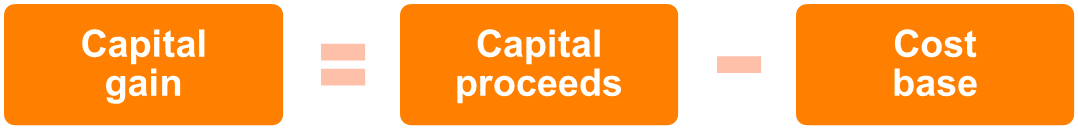 Capital
gain
=
Capital
proceeds
-
Cost
base